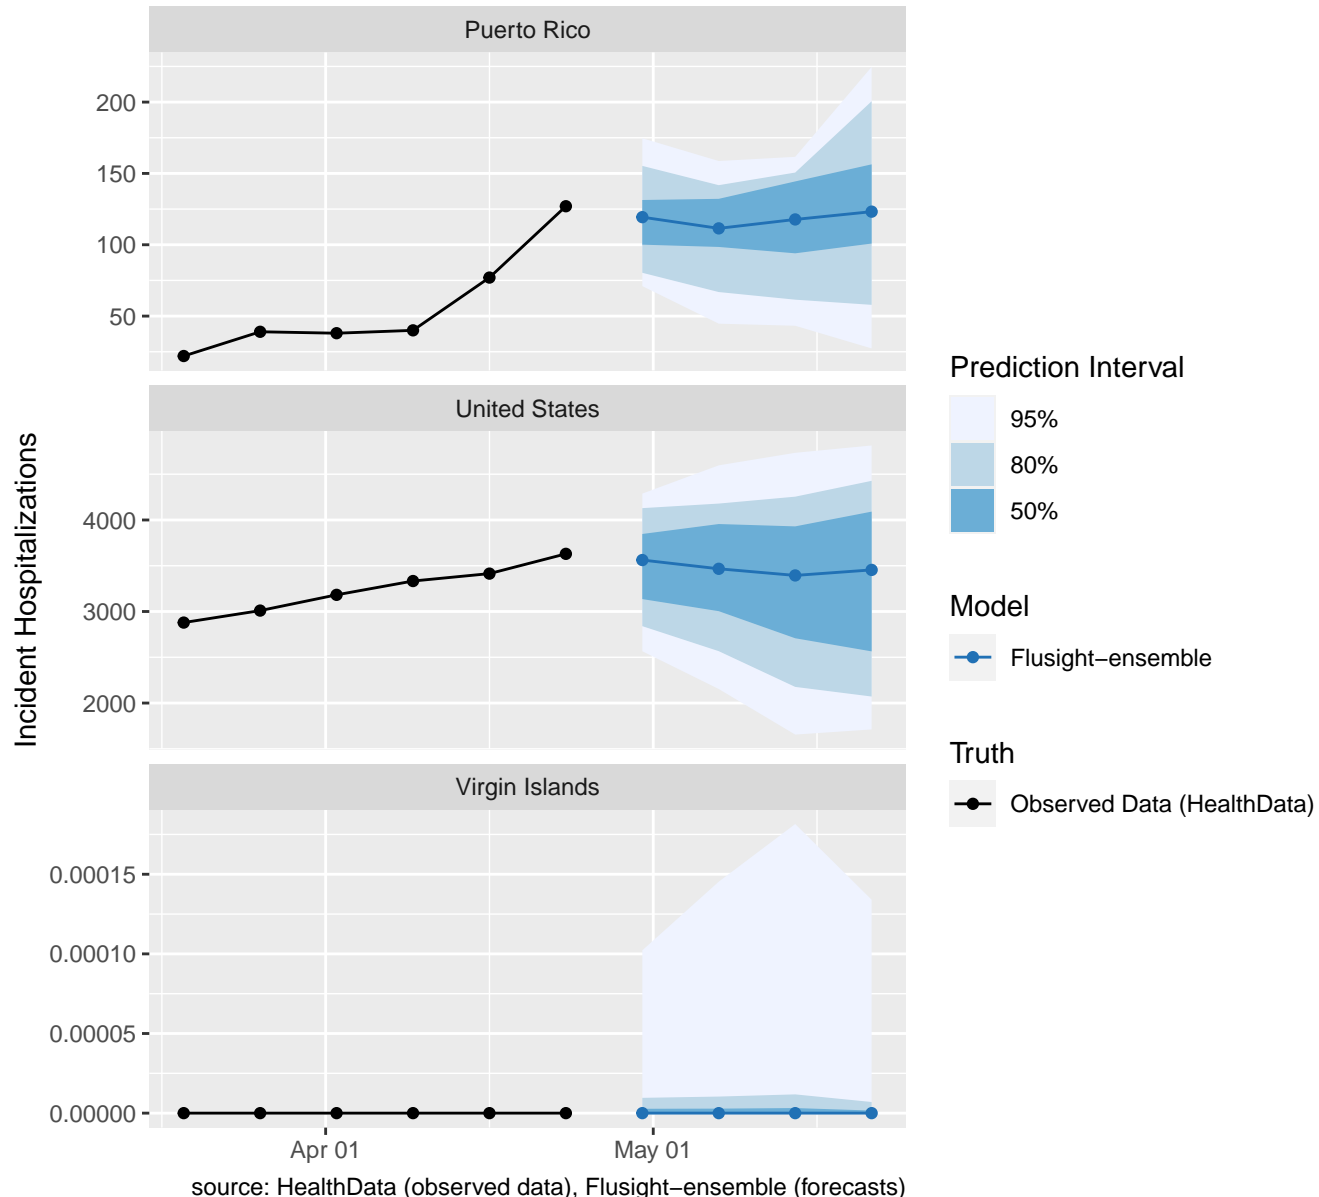 Puerto Rico
200
150
100
50
United States
4000
3000
2000
Virgin Islands
0.00015
0.00010
0.00005
0.00000
Apr 01
May 01
Incident Hospitalizations
source: HealthData (observed data), Flusight−ensemble (forecasts)
Prediction Interval
95%
80%
50%
Model
Flusight−ensemble
Truth
Observed Data (HealthData)